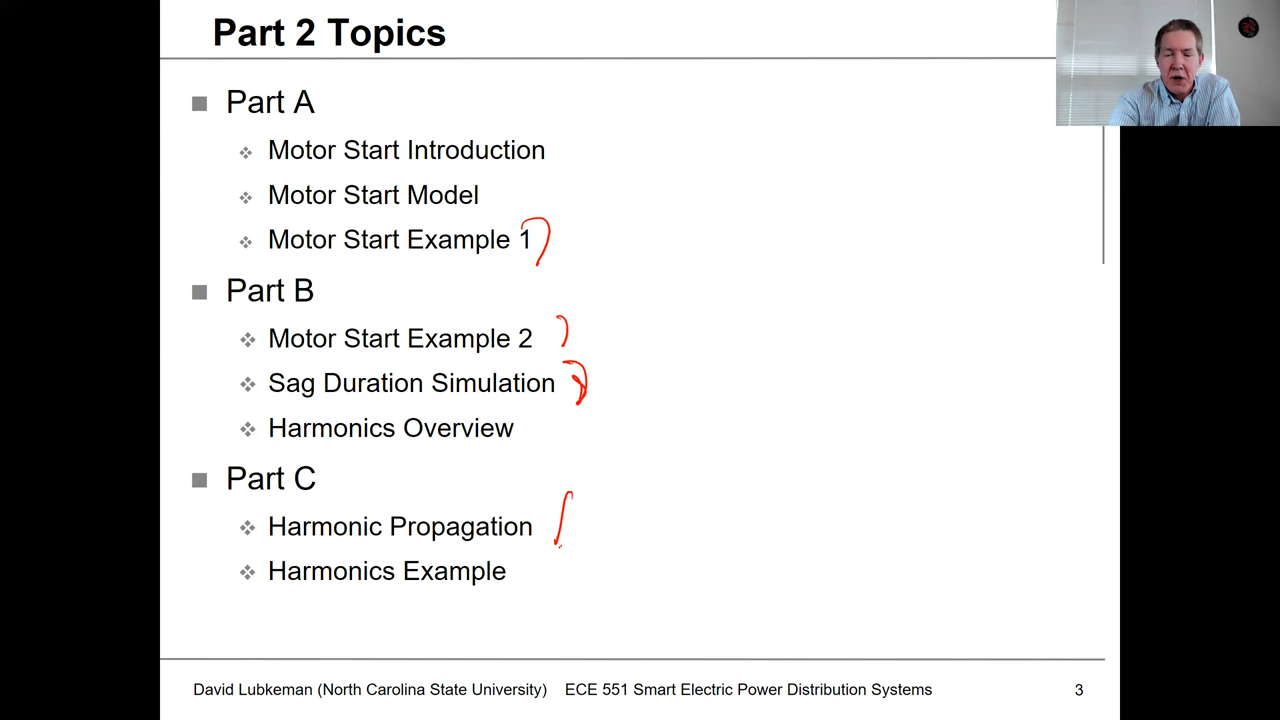 Part 2 Topics
Part A
Motor Start Introduction
Motor Start Model
Motor Start Example 1
Part B
Motor Start Example 2
Sag Duration Simulation
Harmonics Overview
Part C
Harmonic Propagation
Harmonics Example
David Lubkeman (North Carolina State University) ECE 551 Smart Electric Power Distribution Systems 3